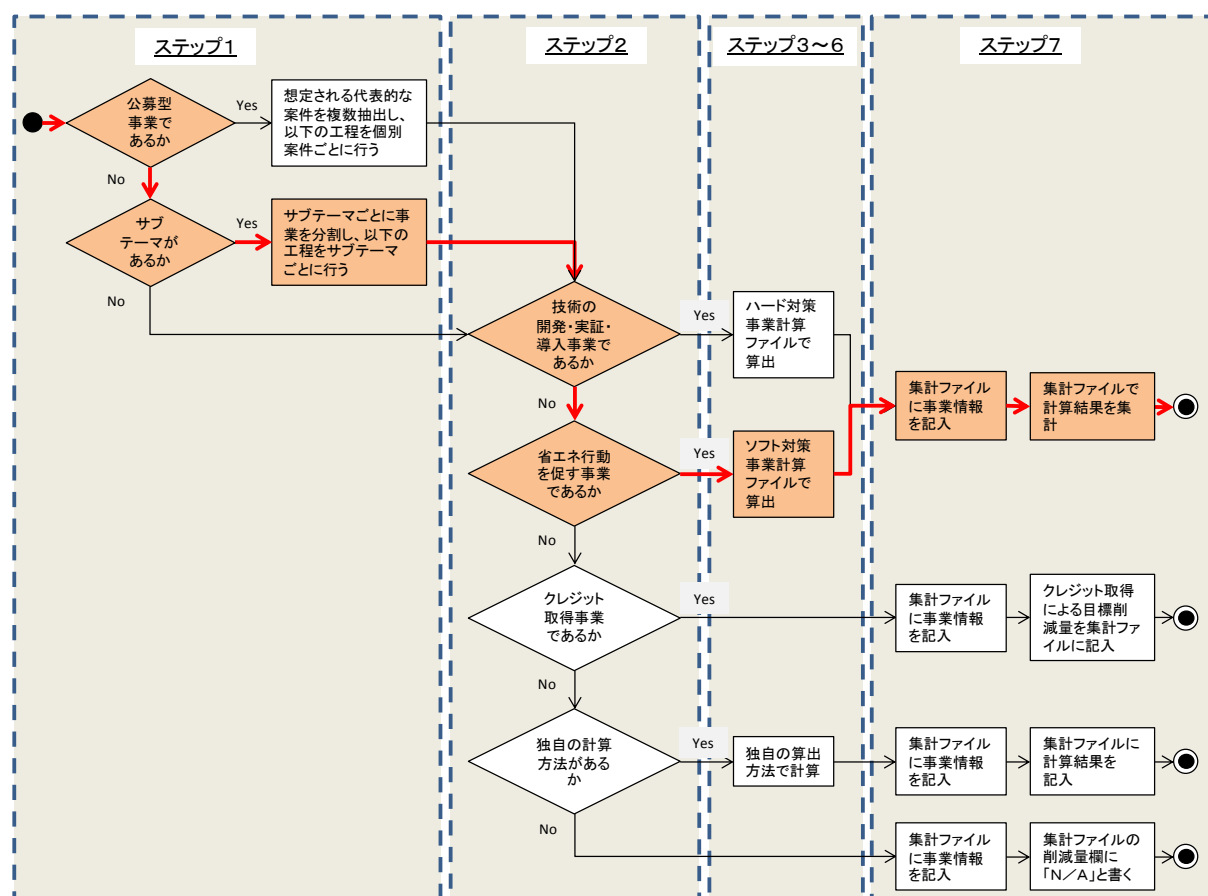 ステップ1
ステップ2
ステップ3～6
ステップ7
公募型
事業で
あるか
Yes
想定される代表的な
案件を複数抽出し、
以下の工程を個別
案件ごとに行う
No
サブ
テーマが
あるか
Yes
サブテーマごとに事
業を分割し、以下の
工程をサブテーマ
ごとに行う
No
技術の
開発・実証・
導入事業で
あるか
Yes
ハード対策
事業計算
ファイルで
算出
No
省エネ行動
を促す事業
であるか
Yes
ソフト対策
事業計算
ファイルで
算出
集計ファイル
に事業情報
を記入
集計ファイルで
計算結果を集
計
No
クレジット
取得事業
であるか
Yes
集計ファイル
に事業情報
を記入
クレジット取得
による目標削
減量を集計ファ
イルに記入
No
独自の計算
方法がある
か
Yes
独自の算出
方法で計算
集計ファイル
に事業情報
を記入
集計ファイルに
計算結果を
記入
No
集計ファイル
に事業情報
を記入
集計ファイルの
削減量欄に
「N／A」と書く